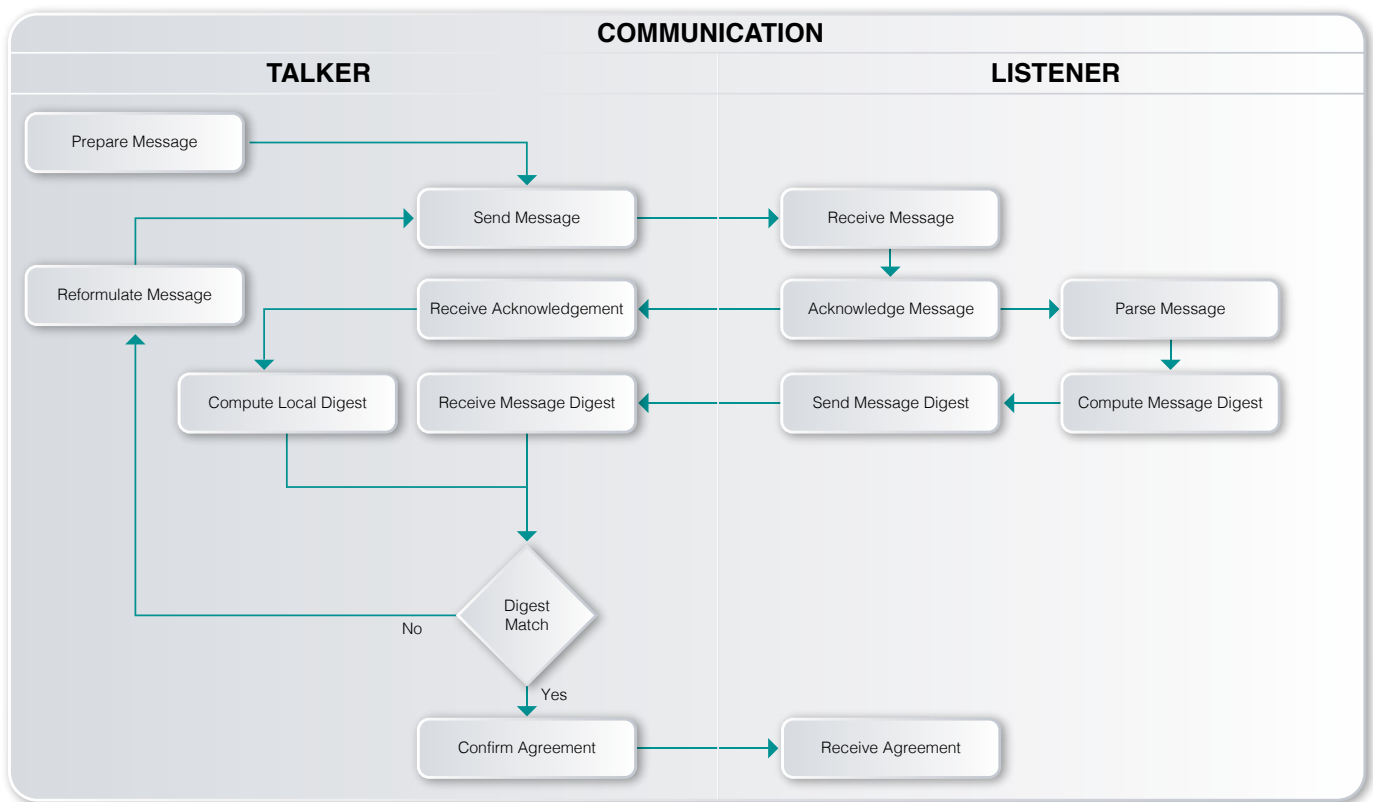 COMMUNICATION
TALKER
LISTENER
Prepare Message
Send Message
Receive Message
Reformulate Message
Receive Acknowledgement
Acknowledge Message
Parse Message
Compute Local Digest
Receive Message Digest
Send Message Digest
Compute Message Digest
Digest
Match
No
Yes
Confirm Agreement
Receive Agreement